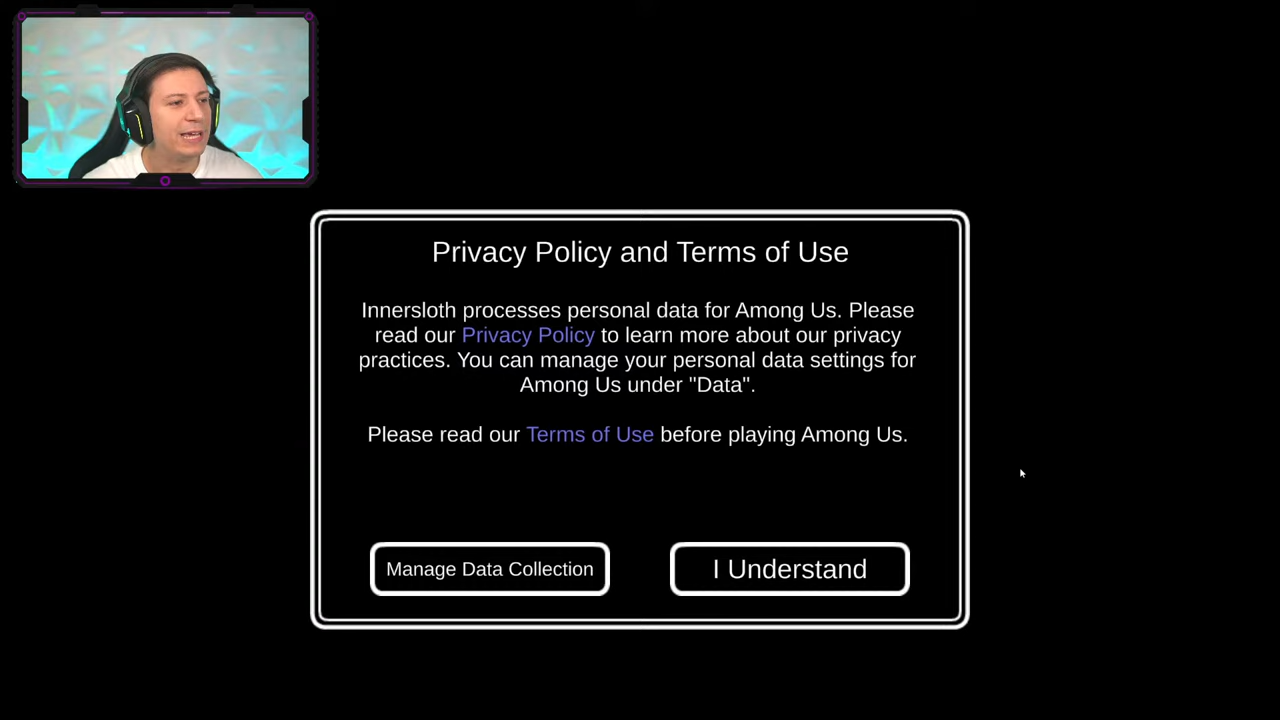 Privacy Policy and Terms of Use
Innersloth processes personal data for Among Us. Please
read our Privacy Policy to learn more about our privacy
practices. You can manage your personal data settings for
Among Us under "Data".
Please read our Terms of Use before playing Among Us.
Manage Data Collection
I Understand